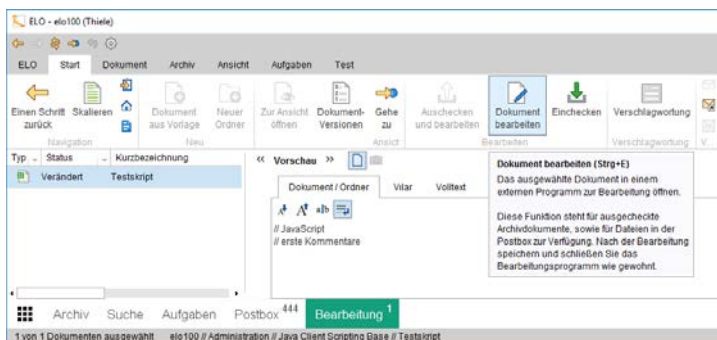 ELO - elo100 (Thiele)
ELO Start Dokument Archiv Ansicht Aufgaben Test
Einen Schritt zurück
Skalieren
Navigation
Dokument aus Vorlage
Neuer Ordner
Neu
Zur Ansicht öffnen
Dokument-Versionen
Gehe zu
Ansicht
Auschecken und bearbeiten
Dokument bearbeiten
Einchecken
Bearbeiten
Verschlagwortung
Verschlagwortung
V...
Typ Status Kurzbezeichnung
Verändert Testskript
« Vorschau »
Dokument / Ordner Volltext
A A a|b
// JavaScript
// erste Kommentare
Dokument bearbeiten (Strg+E)
Das ausgewählte Dokument in einem
externen Programm zur Bearbeitung öffnen.
Diese Funktion steht für ausgecheckte
Archivdokumente, sowie für Dateien in der
Postbox zur Verfügung. Nach der Bearbeitung
speichern und schließen Sie das
Bearbeitungsprogramm wie gewohnt.
Archiv Suche Aufgaben Postbox 444 Bearbeitung 1
1 von 1 Dokumenten ausgewählt elo100 // Administration // Java Client Scripting Base // Testskript